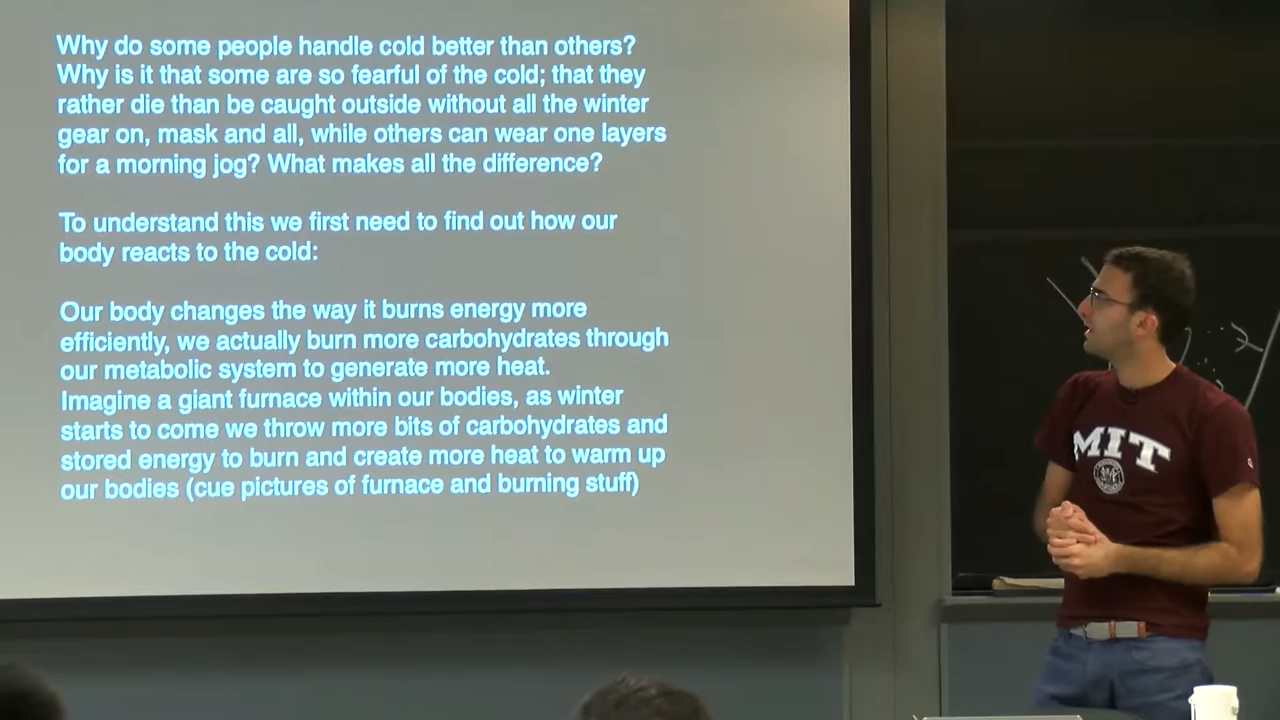 Why do some people handle cold better than others?
Why is it that some are so fearful of the cold; that they
rather die than be caught outside without all the winter
gear on, mask and all, while others can wear one layers
for a morning jog? What makes all the difference?
To understand this we first need to find out how our
body reacts to the cold:
Our body changes the way it burns energy more
efficiently, we actually burn more carbohydrates through
our metabolic system to generate more heat.
Imagine a giant furnace within our bodies, as winter
starts to come we throw more bits of carbohydrates and
stored energy to burn and create more heat to warm up
our bodies (cue pictures of furnace and burning stuff)
MIT